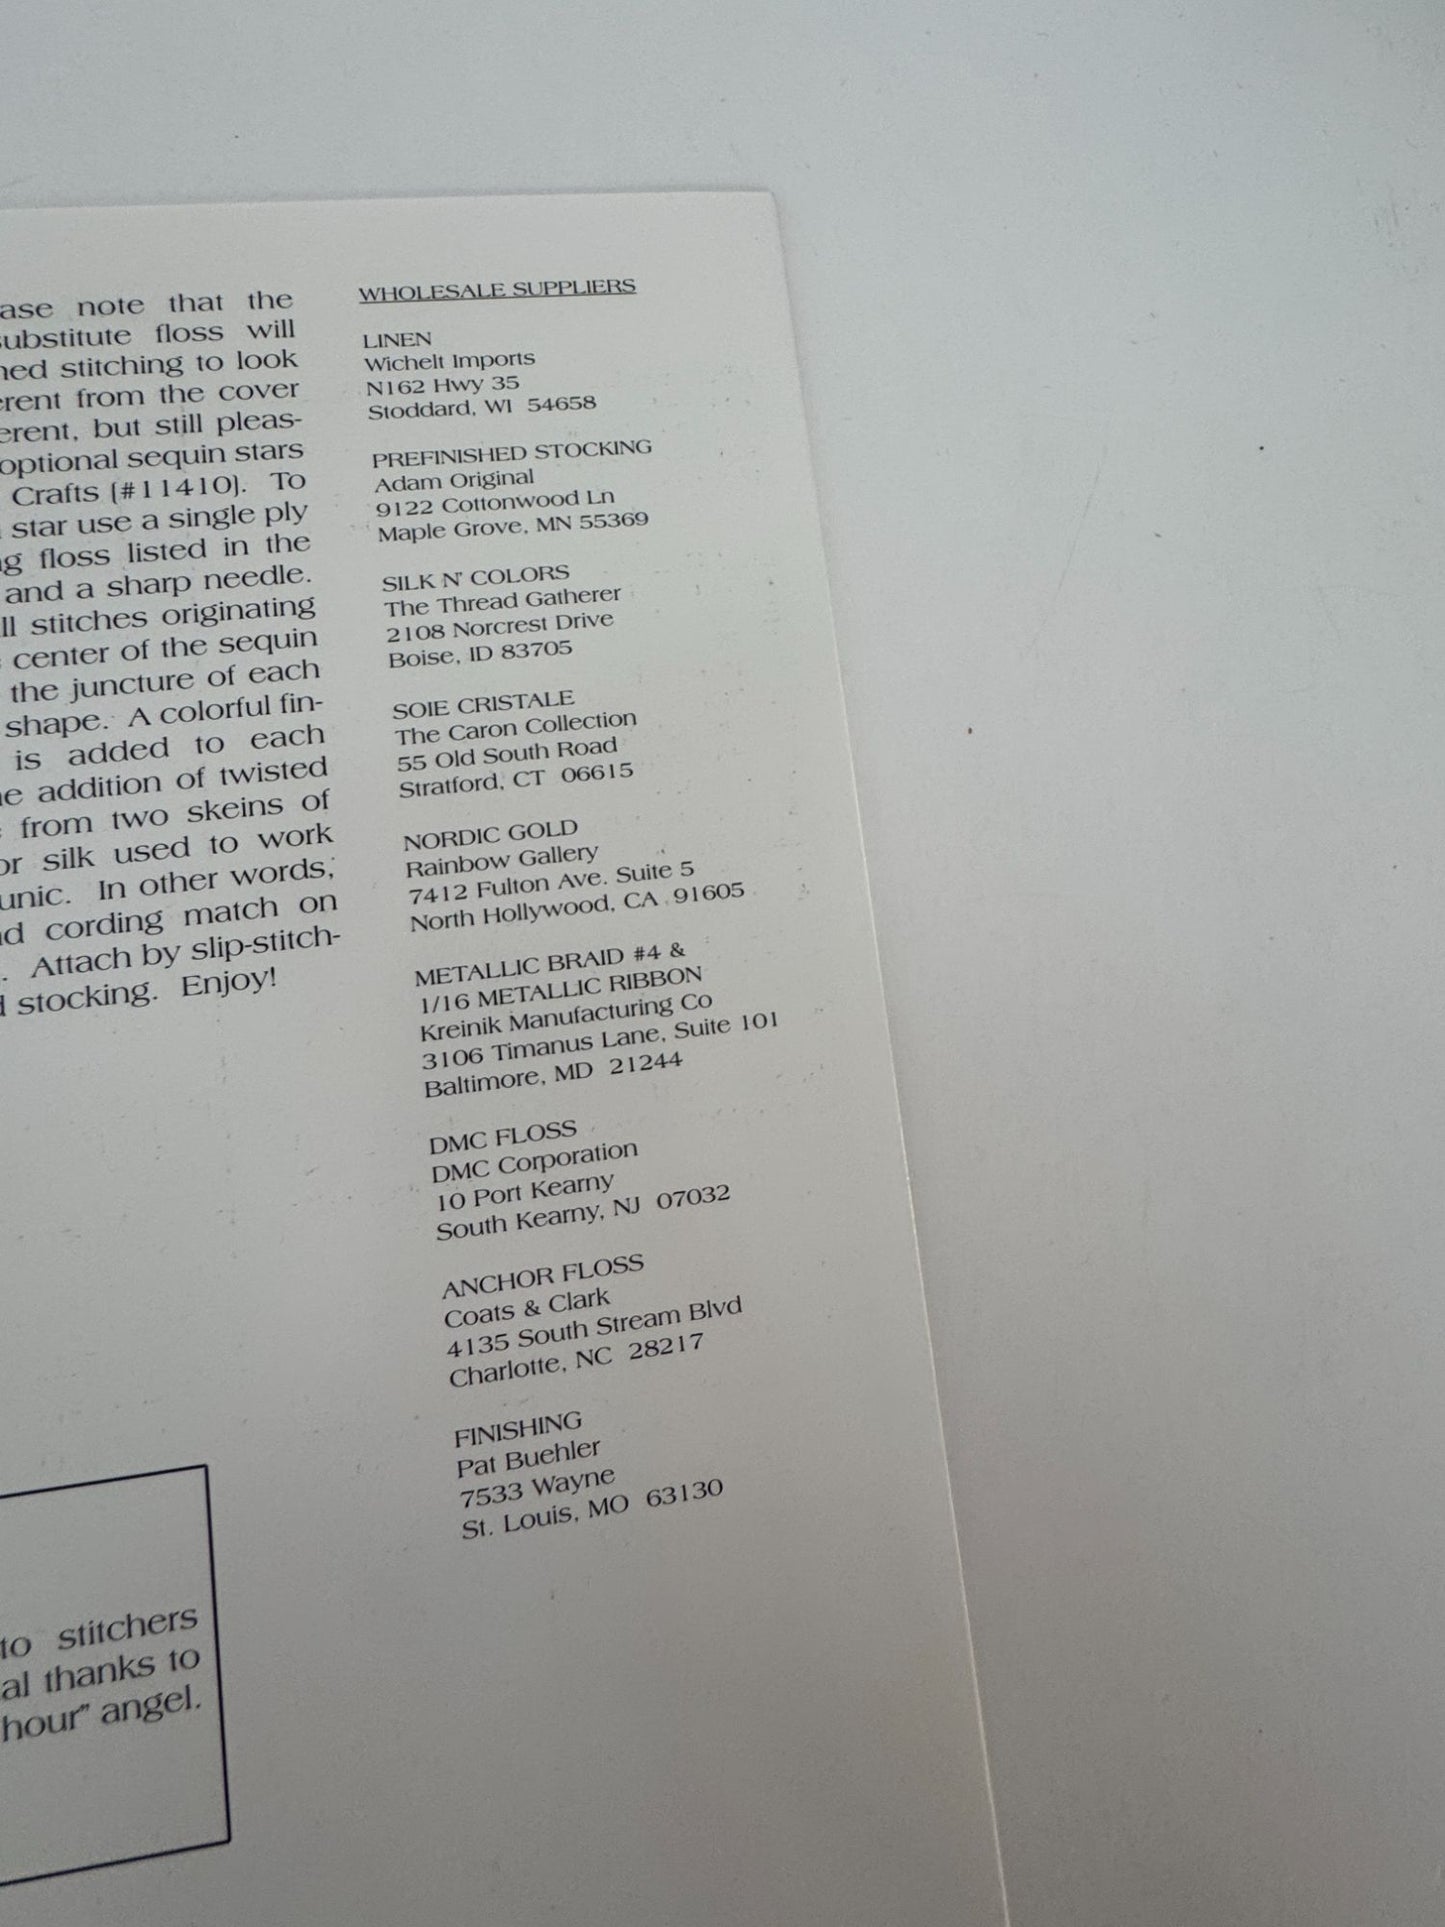 ase note that the
substitute floss will
ned stitching to look
erent from the cover
erent, but still pleas-
optional sequin stars
Crafts (#11410). To
star use a single ply
floss listed in the
and a sharp needle.
stitches originating
center of the sequin
the juncture of each
shape. A colorful fin-
is added to each
addition of twisted
from two skeins of
or silk used to work
unic. In other words,
cording match on
. Attach by slip-stitch-
stocking. Enjoy!
to stitchers
al thanks to
hour" angel.
WHOLESALE SUPPLIERS
LINEN
Wichelt Imports
N162 Hwy 35
Stoddard, WI 54658
PREFINISHED STOCKING
Adam Original
9122 Cottonwood Ln
Maple Grove, MN 55369
SILK N' COLORS
The Thread Gatherer
2108 Norcrest Drive
Boise, ID 83705
SOIE CRISTALE
The Caron Collection
55 Old South Road
Stratford, CT 06615
NORDIC GOLD
Rainbow Gallery
7412 Fulton Ave. Suite 5
North Hollywood, CA 91605
METALLIC BRAID #4 &
1/16 METALLIC RIBBON
Kreinik Manufacturing Co
3106 Timanus Lane, Suite 101
Baltimore, MD 21244
DMC FLOSS
DMC Corporation
10 Port Kearny
South Kearny, NJ 07032
ANCHOR FLOSS
Coats & Clark
4135 South Stream Blvd
Charlotte, NC 28217
FINISHING
Pat Buehler
7533 Wayne
St. Louis, MO 63130